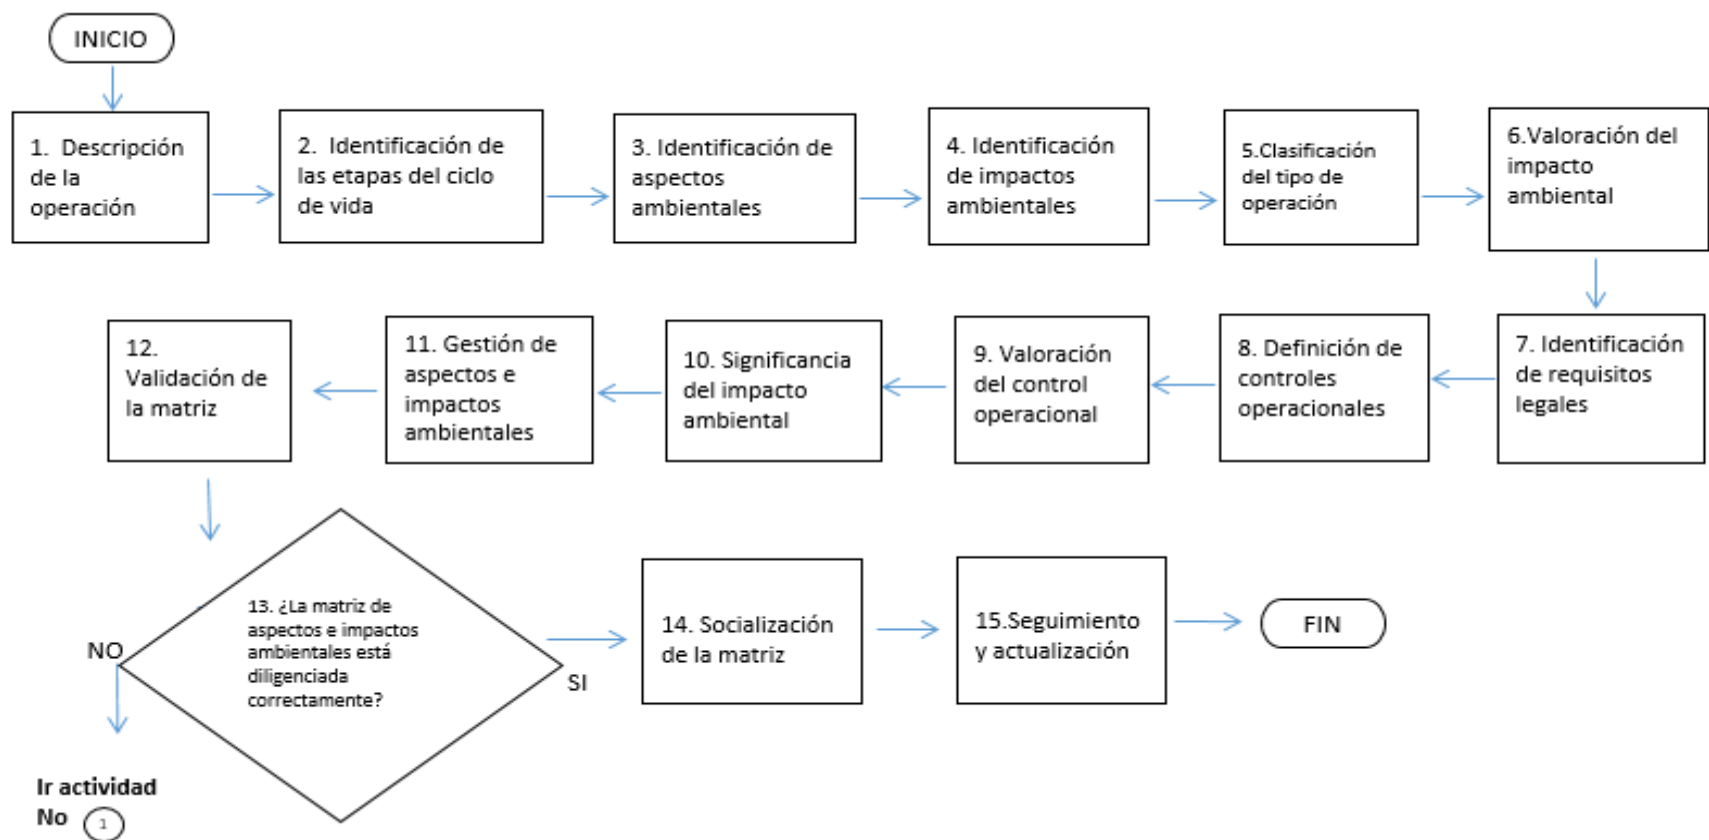 INICIO
1. Descripción
de la
operación
2. Identificación de
las etapas del ciclo
de vida
3. Identificación de
aspectos
ambientales
4. Identificación
de impactos
ambientales
5.Clasificación
del tipo de
operación
6.Valoración del
impacto
ambiental
7. Identificación
de requisitos
legales
8. Definición de
controles
operacionales
9. Valoración
del control
operacional
10. Significancia
del impacto
ambiental
11. Gestión de
aspectos e
impactos
ambientales
12.
Validación de
la matriz
13. ¿La matriz de
aspectos e impactos
ambientales está
diligenciada
correctamente?
NO
SI
Ir actividad
No 1
14. Socialización
de la matriz
15.Seguimiento
y actualización
FIN